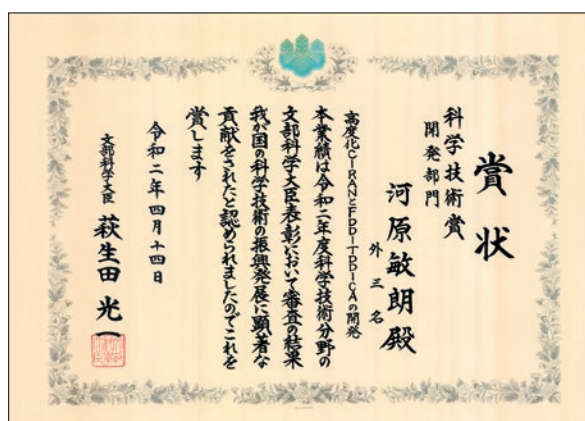 賞状
科学技術賞
開発部門
河原敏朗殿
外三名
高度化C-RANとFDD-TDDICAの開発
本業績は令和二年度科学技術分野の
文部科学大臣表彰において審査の結果
我が国の科学技術の振興発展に顕著な
貢献をされたと認められましたのでこれを
賞します
令和二年四月十四日
文部科学大臣 萩生田光一